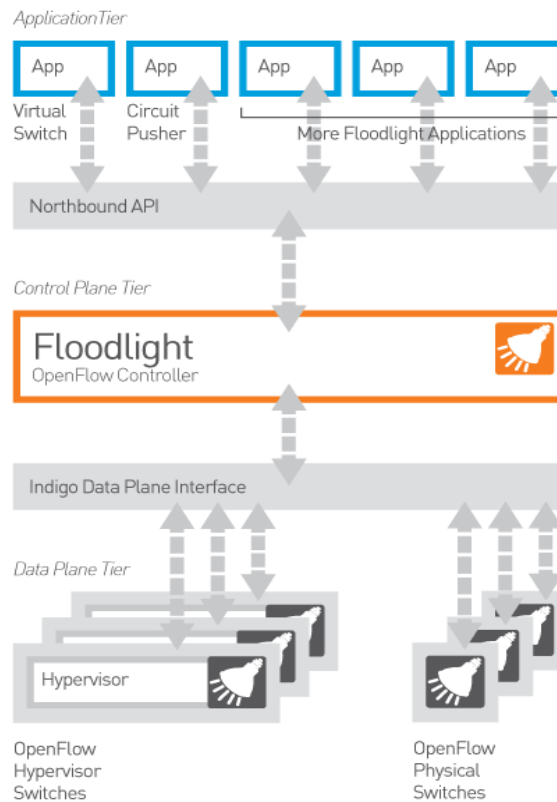 ApplicationTier
App
App
App
App
App
Virtual
Switch
Circuit
Pusher
More Floodlight Applications
Northbound API
Control Plane Tier
Floodlight
OpenFlow Controller
Indigo Data Plane Interface
Data Plane Tier
Hypervisor
OpenFlow
Hypervisor
Switches
OpenFlow
Physical
Switches